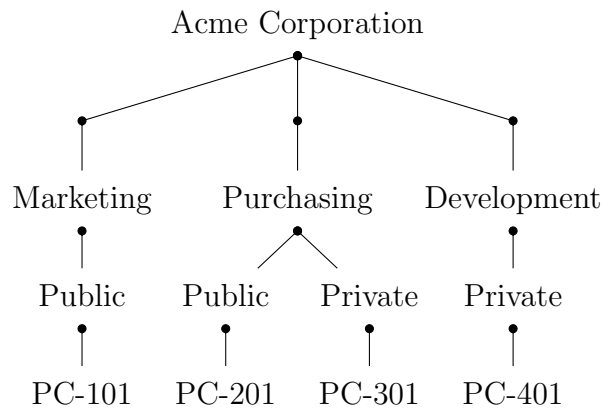 Acme Corporation
Marketing Purchasing Development
Public Public Private Private
PC-101 PC-201 PC-301 PC-401